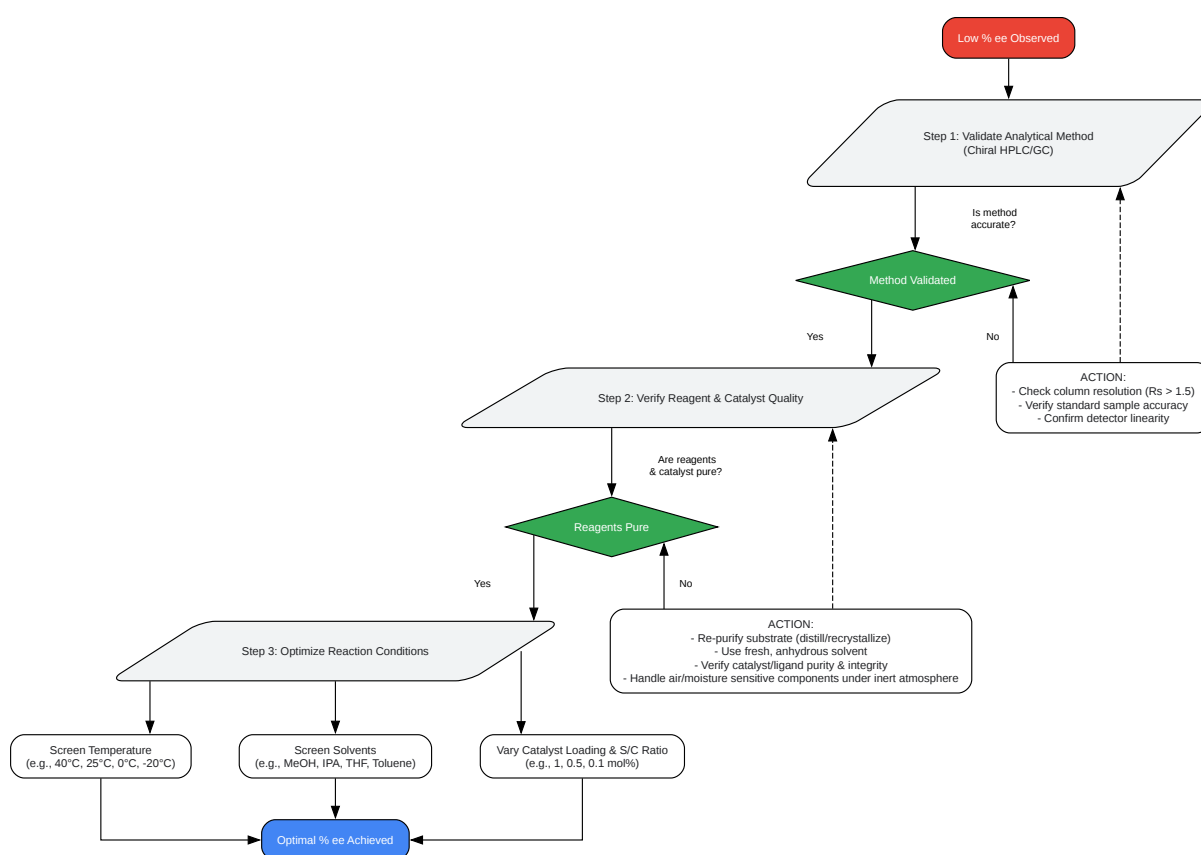 Low % ee Observed
Step 1: Validate Analytical Method
(Chiral HPLC/GC)
Is method
accurate?
Method Validated
Yes
No
ACTION:
- Check column resolution (Rs > 1.5)
- Verify standard sample accuracy
- Confirm detector linearity
Step 2: Verify Reagent & Catalyst Quality
Are reagents
& catalyst pure?
Reagents Pure
Yes
No
ACTION:
- Re-purify substrate (distill/recrystallize)
- Use fresh, anhydrous solvent
- Verify catalyst/ligand purity & integrity
- Handle air/moisture sensitive components under inert atmosphere
Step 3: Optimize Reaction Conditions
Screen Temperature
(e.g., 40°C, 25°C, 0°C, -20°C)
Screen Solvents
(e.g., MeOH, IPA, THF, Toluene)
Vary Catalyst Loading & S/C Ratio
(e.g., 1, 0.5, 0.1 mol%)
Optimal % ee Achieved